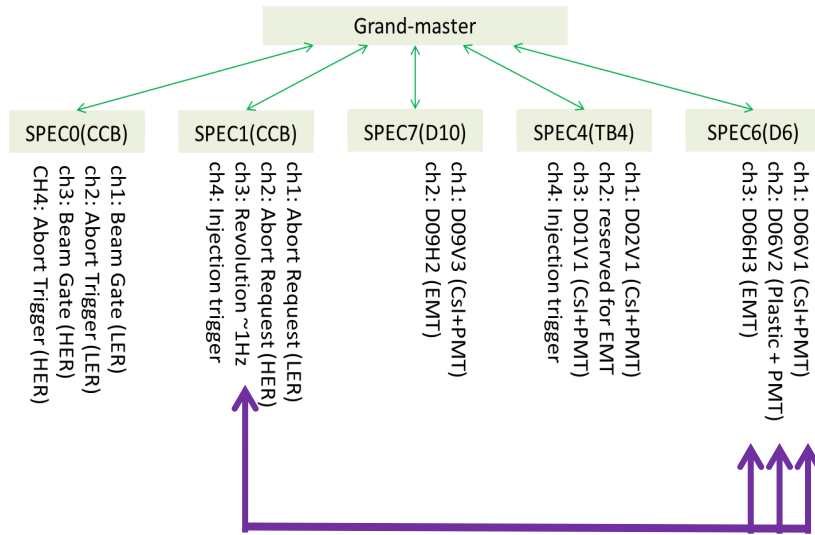 Grand-master
SPEC0(CCB)
SPEC1(CCB)
SPEC7(D10)
SPEC4(TB4)
SPEC6(D6)
ch1: Beam Gate (LER)
ch2: Abort Trigger (LER)
ch3: Beam Gate (HER)
CH4: Abort Trigger (HER)
ch1: Abort Request (LER)
ch2: Abort Request (HER)
ch3: Revolution ~1Hz
ch4: Injection trigger
ch1: D09V3 (CsI+PMT)
ch2: D09H2 (EMT)
ch1: D02V1 (CsI+PMT)
ch2: reserved for EMT
ch3: D01V1 (CsI+PMT)
ch4: Injection trigger
ch1: D06V1 (CsI+PMT)
ch2: D06V2 (Plastic + PMT)
ch3: D06H3 (EMT)